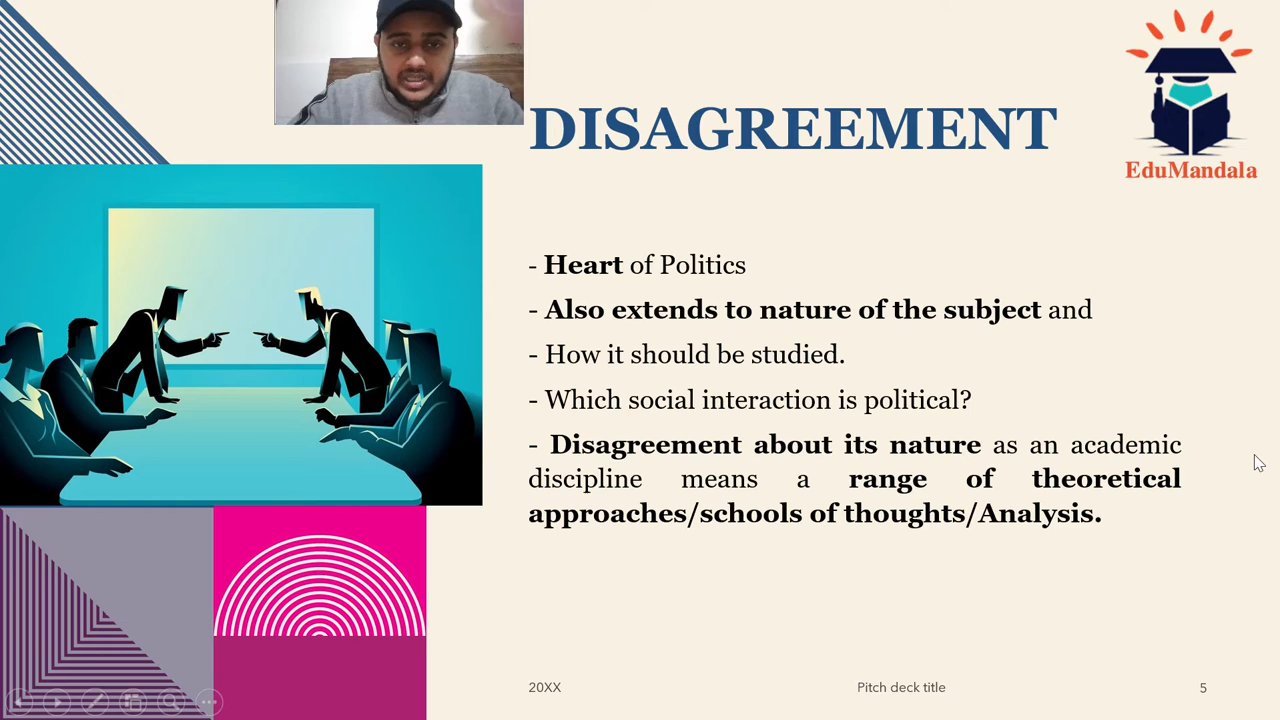 DISAGREEMENT
EduMandala
- Heart of Politics
- Also extends to nature of the subject and
- How it should be studied.
- Which social interaction is political?
- Disagreement about its nature as an academic
discipline means a range of theoretical
approaches/schools of thoughts/Analysis.
20XX
Pitch deck title
5